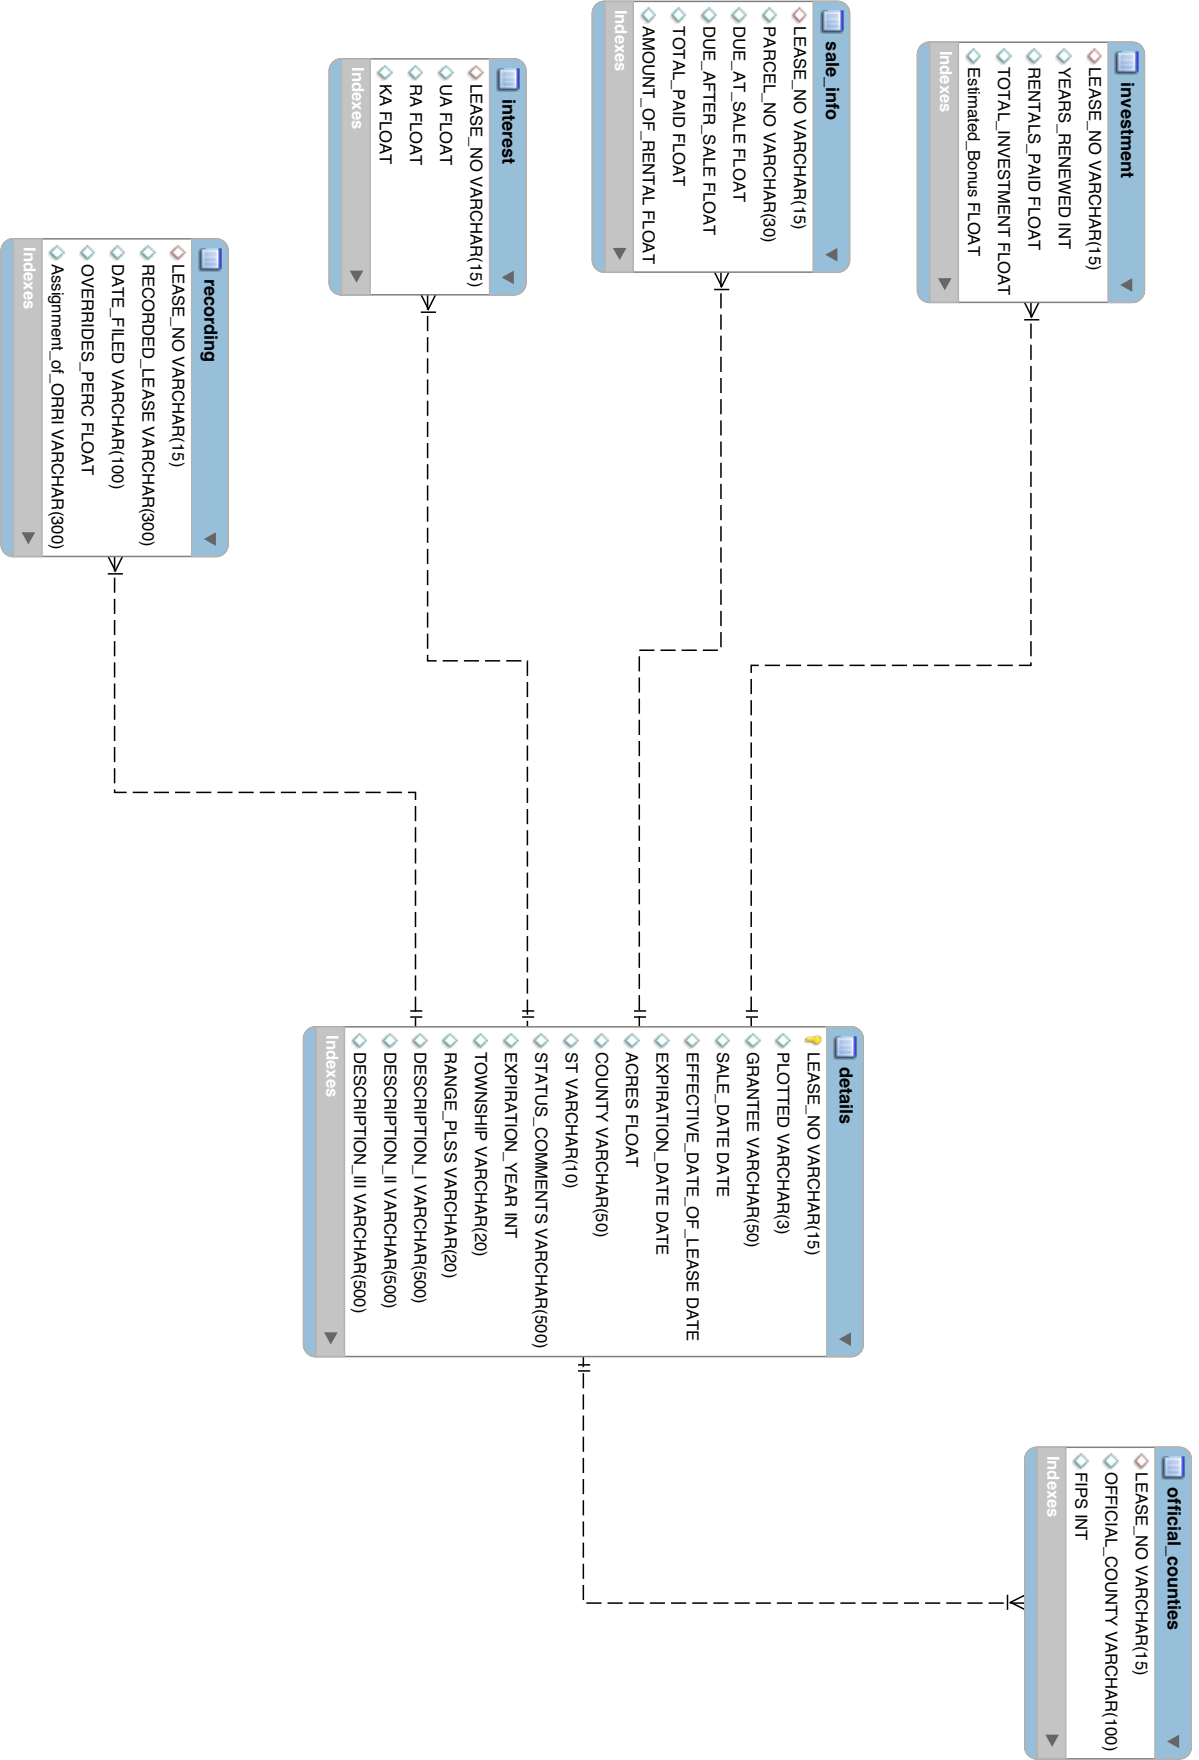 investment
LEASE_NO VARCHAR(15)
YEARS_RENEWED INT
RENTALS_PAID FLOAT
TOTAL_INVESTMENT FLOAT
Estimated_Bonus FLOAT
Indexes
sale_info
LEASE_NO VARCHAR(15)
PARCEL_NO VARCHAR(30)
DUE_AT_SALE FLOAT
DUE_AFTER_SALE FLOAT
TOTAL_PAID FLOAT
AMOUNT_OF_RENTAL FLOAT
Indexes
interest
LEASE_NO VARCHAR(15)
UA FLOAT
RA FLOAT
KA FLOAT
Indexes
recording
LEASE_NO VARCHAR(15)
RECORDED_LEASE VARCHAR(300)
DATE_FILED VARCHAR(100)
OVERRIDES_PERC FLOAT
Assignment_of_ORRI VARCHAR(300)
Indexes
details
LEASE_NO VARCHAR(15)
PLOTTED VARCHAR(3)
GRANTEE VARCHAR(50)
SALE_DATE DATE
EFFECTIVE_DATE_OF_LEASE DATE
EXPIRATION_DATE DATE
ACRES FLOAT
COUNTY VARCHAR(50)
ST VARCHAR(10)
STATUS_COMMENTS VARCHAR(500)
EXPIRATION_YEAR INT
TOWNSHIP VARCHAR(20)
RANGE_PLSS VARCHAR(20)
DESCRIPTION_I VARCHAR(500)
DESCRIPTION_II VARCHAR(500)
DESCRIPTION_III VARCHAR(500)
Indexes
official_counties
LEASE_NO VARCHAR(15)
OFFICIAL_COUNTY VARCHAR(100)
FIPS INT
Indexes